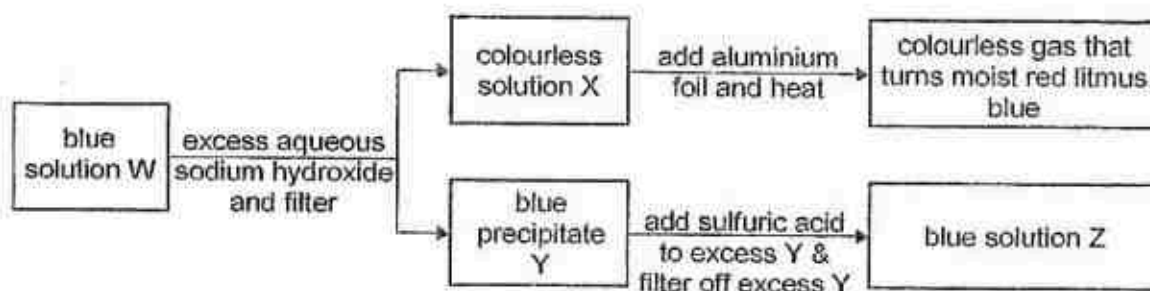 blue
solution W
excess aqueous
sodium hydroxide
and filter
colourless
solution X
add aluminium
foil and heat
colourless gas that
turns moist red litmus
blue
blue
precipitate
Y
add sulfuric acid
to excess Y &
filter off excess Y
blue solution Z